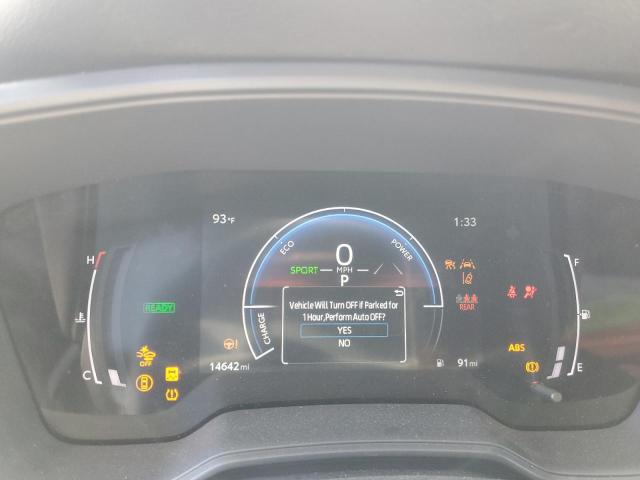 93°F
1:33
ECO
POWER
0
SPORT
MPH
P
CHARGE
H
C
READY
OFF
14642 mi
Vehicle Will Turn OFF if Parked for
1 Hour,Perform Auto OFF?
YES
NO
REAR
91 mi
ABS
F
E